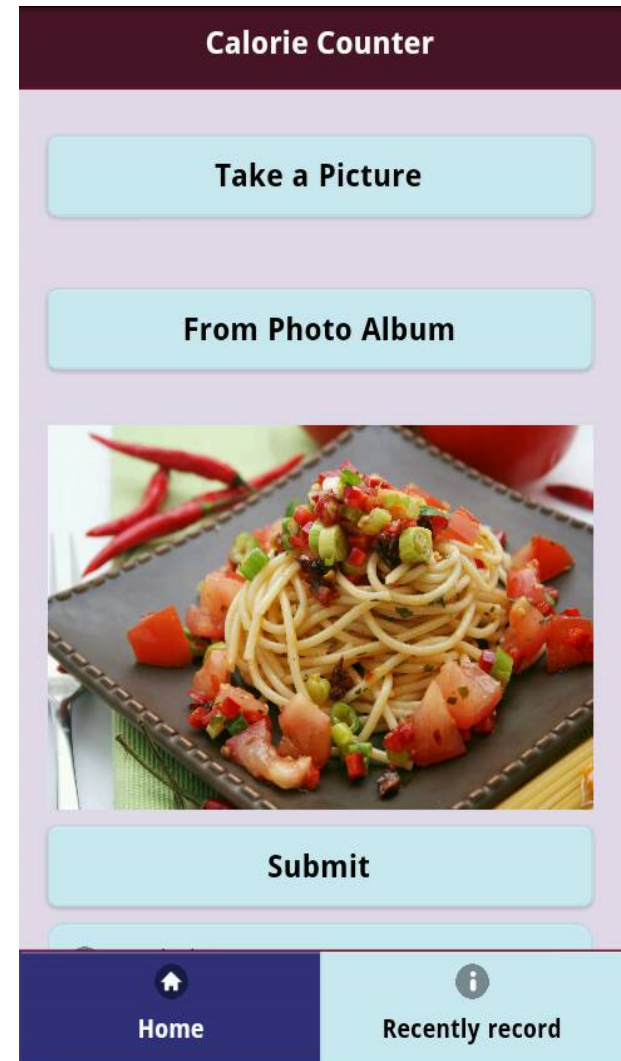 Calorie Counter
Take a Picture
From Photo Album
Submit
Home
Recently record